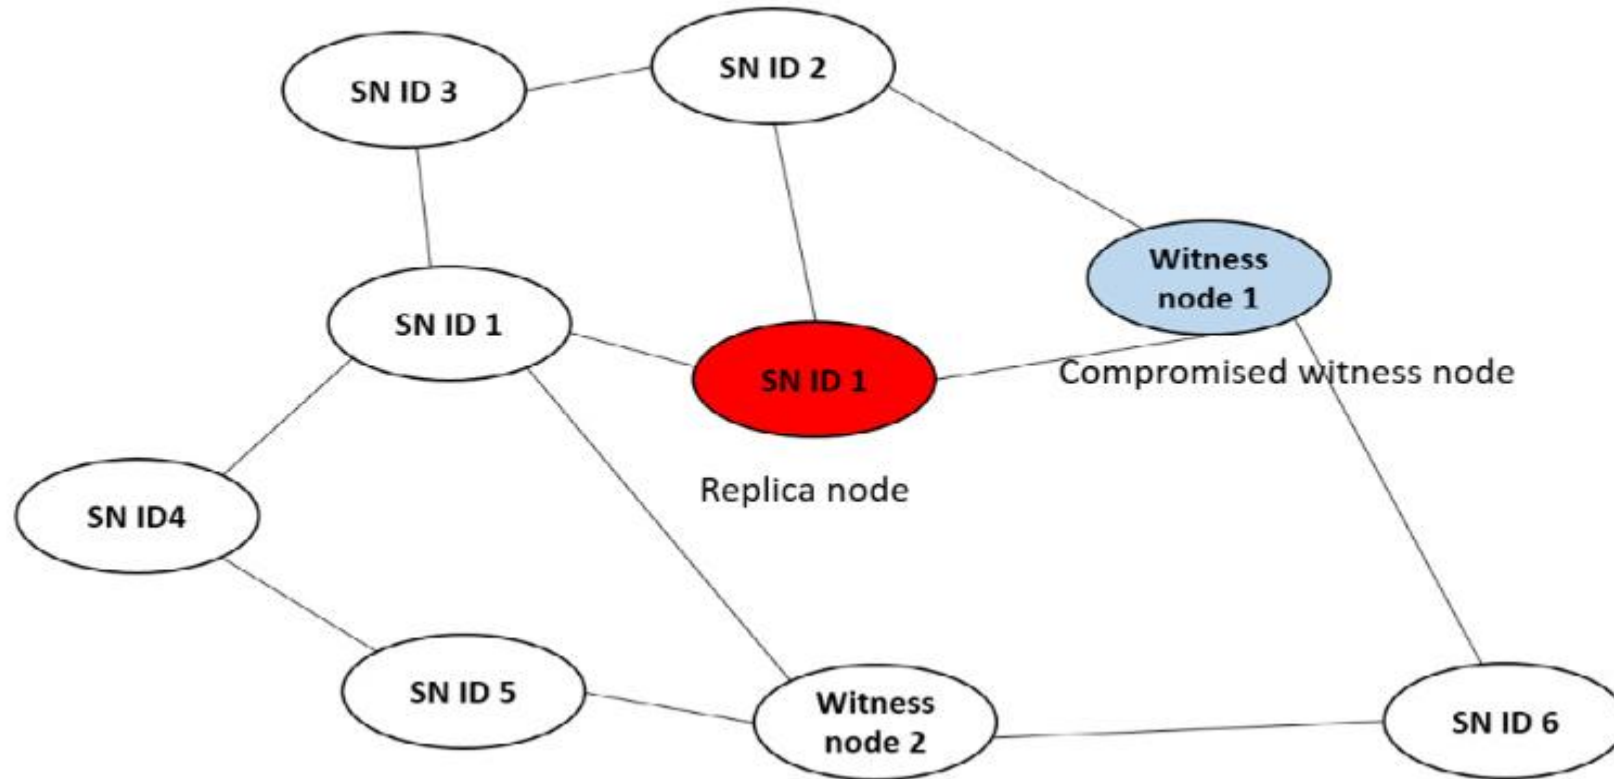 SN ID 2
SN ID 3
Witness
node 1
SN ID 1
SN ID 1
Compromised witness node
Replica node
SN ID4
SN ID 5
Witness
node 2
SN ID 6